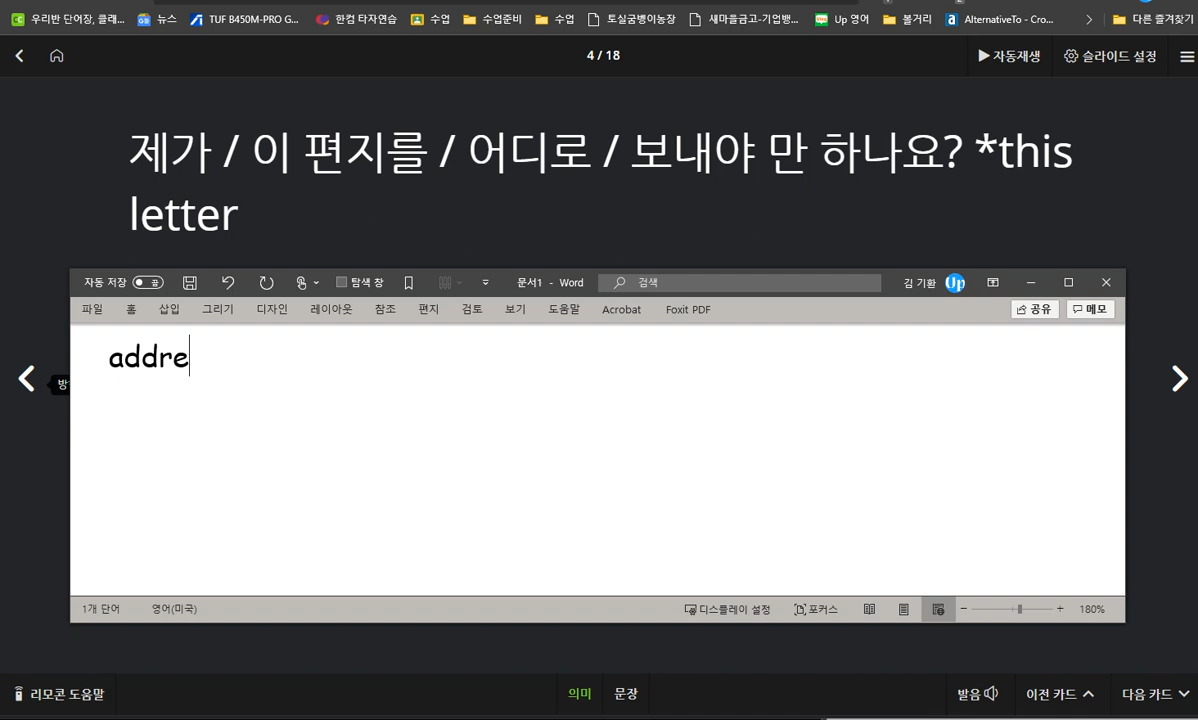 우리반 단어장, 클래... 뉴스 TUF B450M-PRO G... 한컴 타자연습 수업 수업준비 수업 토실굼벵이농장 새마을금고-기업뱅... Up 영어 볼거리 AlternativeTo - Cro... 다른 즐겨찾기
4 / 18 자동재생 슬라이드 설정
제가 / 이 편지를 / 어디로 / 보내야 만 하나요? *this
letter
자동 저장 끔 탐색 창 문서1 - Word 검색 김 기환 Up
파일 홈 삽입 그리기 디자인 레이아웃 참조 편지 검토 보기 도움말 Acrobat Foxit PDF 공유 메모
addre
방
1개 단어 영어(미국) 디스플레이 설정 포커스 180%
리모콘 도움말 의미 문장 발음 이전 카드 다음 카드